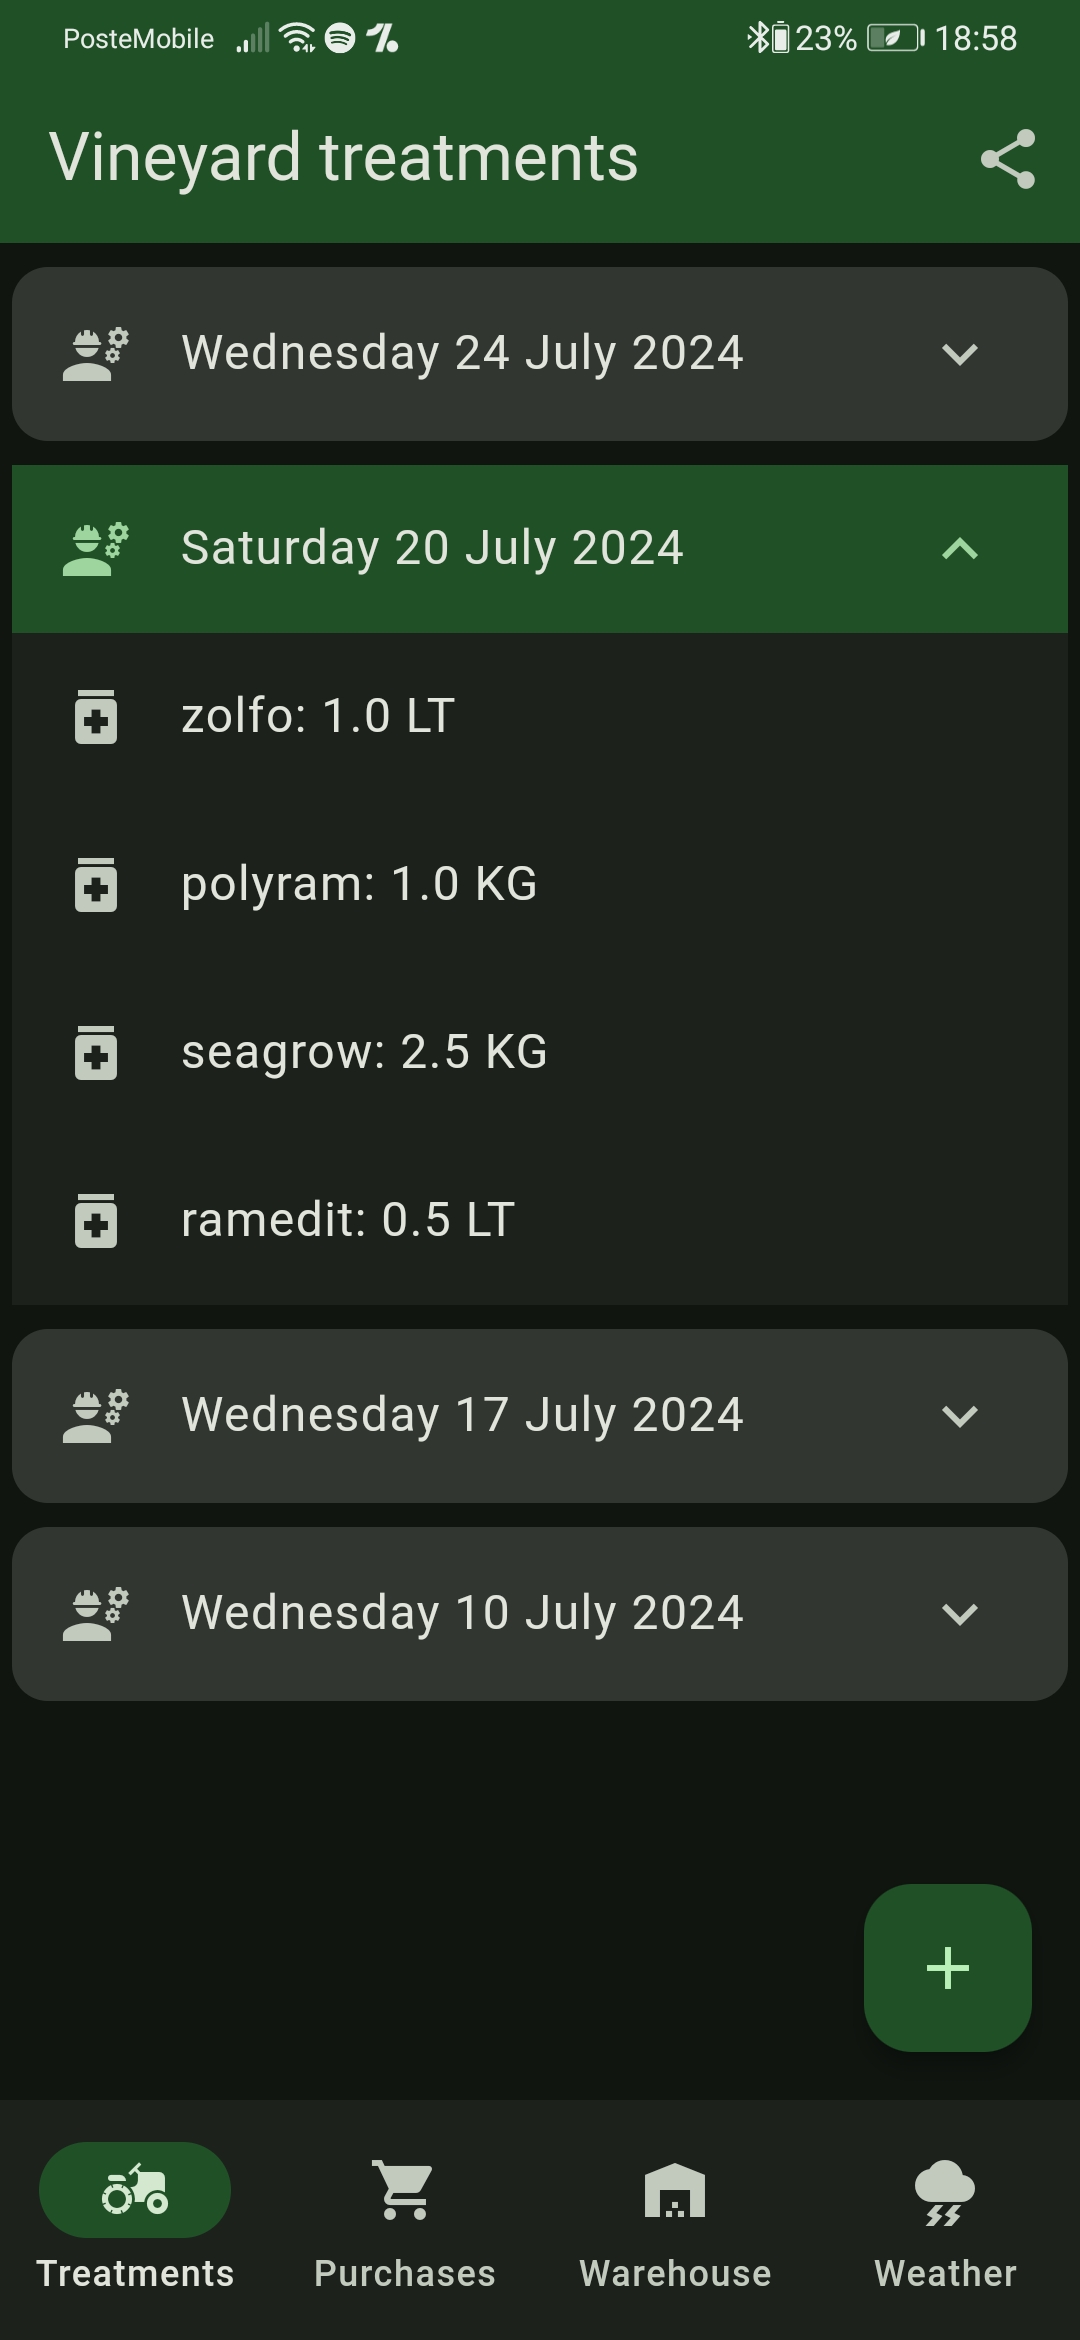 PosteMobile 23% 18:58
Vineyard treatments
Wednesday 24 July 2024
Saturday 20 July 2024
zolfo: 1.0 LT
polyram: 1.0 KG
seagrow: 2.5 KG
ramedit: 0.5 LT
Wednesday 17 July 2024
Wednesday 10 July 2024
Treatments Purchases Warehouse Weather